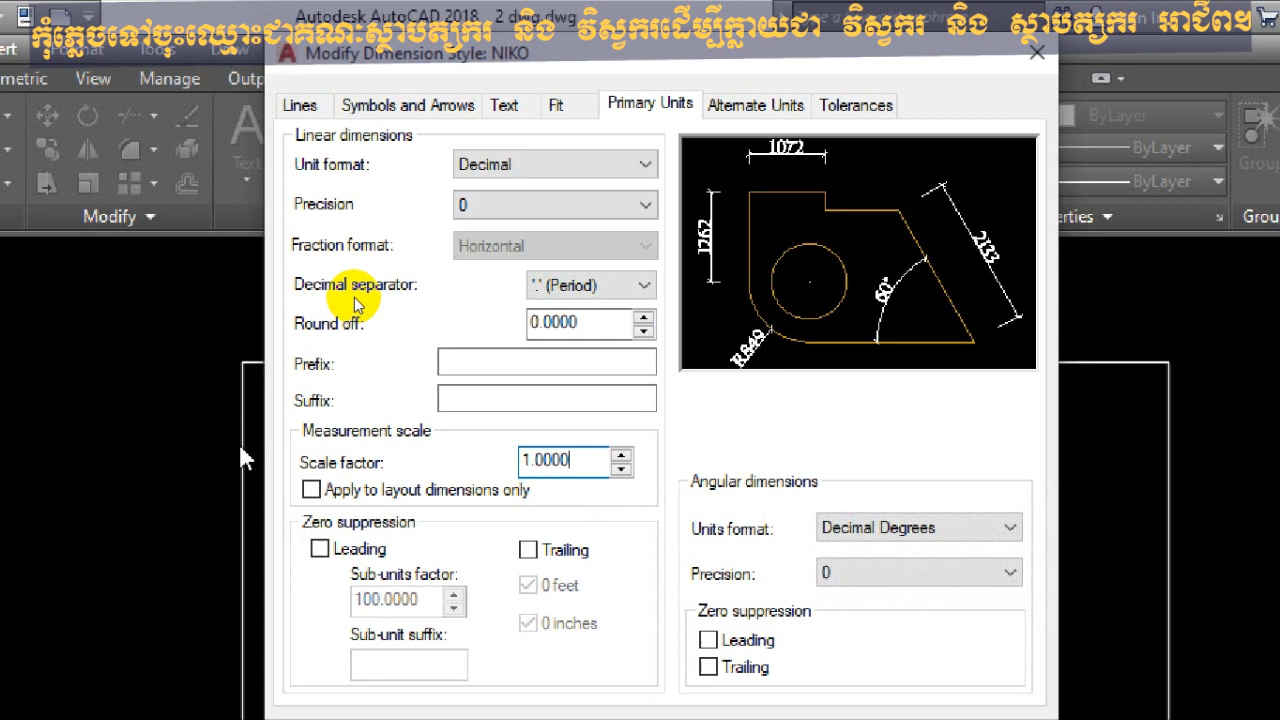 Autodesk AutoCAD 2018 2 dwg.dwg
កុំភ្លេចទៅចុះឈ្មោះជាគណៈស្ថាបត្យករ និង វិស្វករដើម្បីក្លាយជា វិស្វករ និង ស្ថាបត្យករ អាជីព៕
Modify Dimension Style: NIKO
metric View Manage Outp
Lines Symbols and Arrows Text Fit Primary Units Alternate Units Tolerances
Linear dimensions
Unit format: Decimal
Precision 0
Fraction format: Horizontal
Decimal separator: '.' (Period)
Round off: 0.0000
Prefix:
Suffix:
Measurement scale
Scale factor: 1.0000
Apply to layout dimensions only
Zero suppression
Leading
Trailing
Sub-units factor:
100.0000
0 feet
Sub-unit suffix:
0 inches
1072
1262
2133
60°
R849
Angular dimensions
Units format: Decimal Degrees
Precision: 0
Zero suppression
Leading
Trailing
Text
Modify
ByLayer
ByLayer
ByLayer
erties
Group
Grou